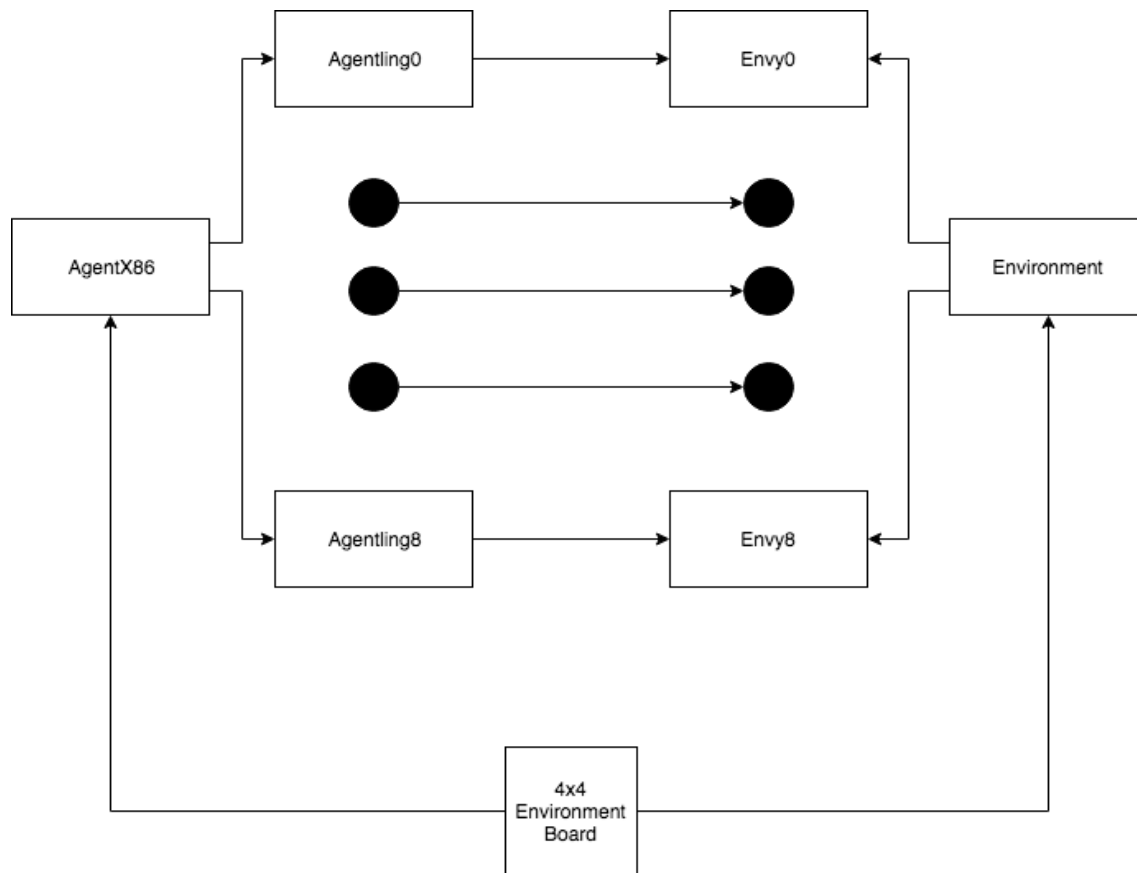 Agentling0
Envy0
AgentX86
Environment
Agentling8
Envy8
4x4
Environment
Board